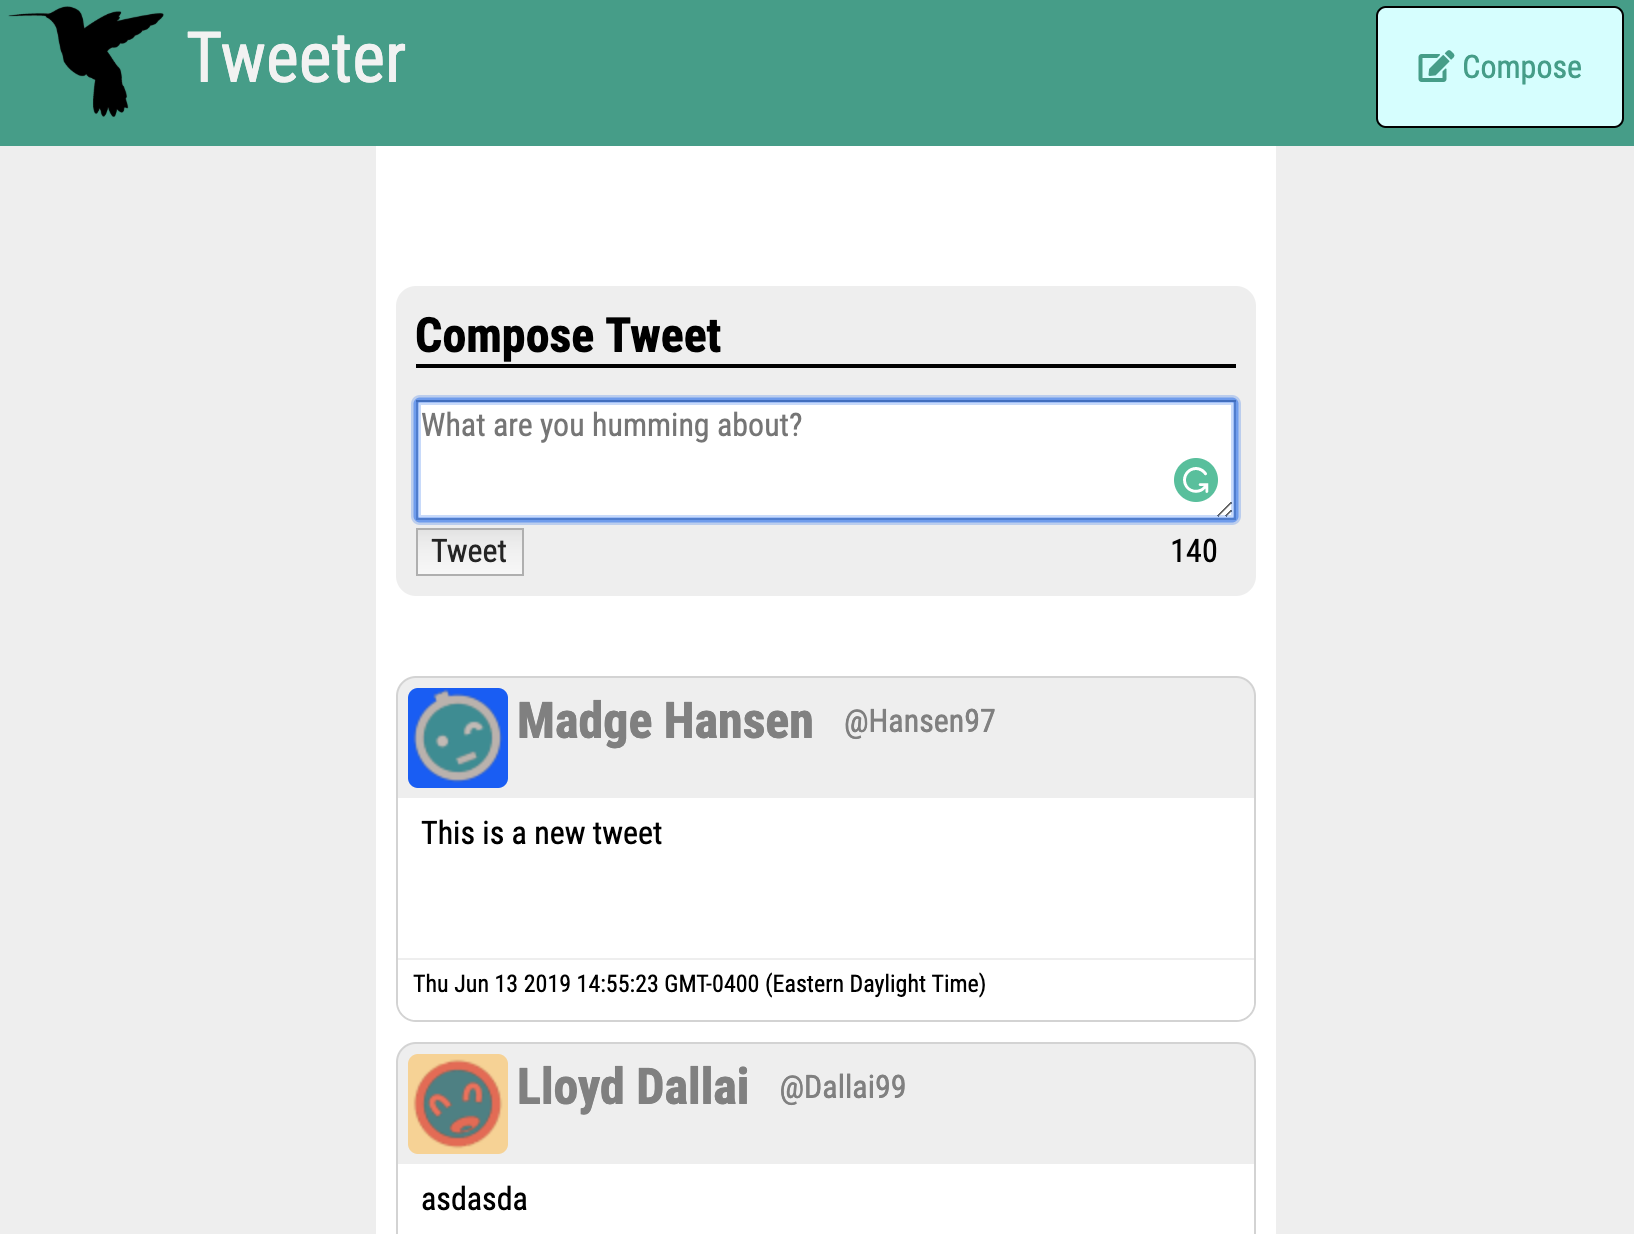 Tweeter
Compose
Compose Tweet
What are you humming about?
Tweet
140
Madge Hansen @Hansen97
This is a new tweet
Thu Jun 13 2019 14:55:23 GMT-0400 (Eastern Daylight Time)
Lloyd Dallai @Dallai99
asdasda